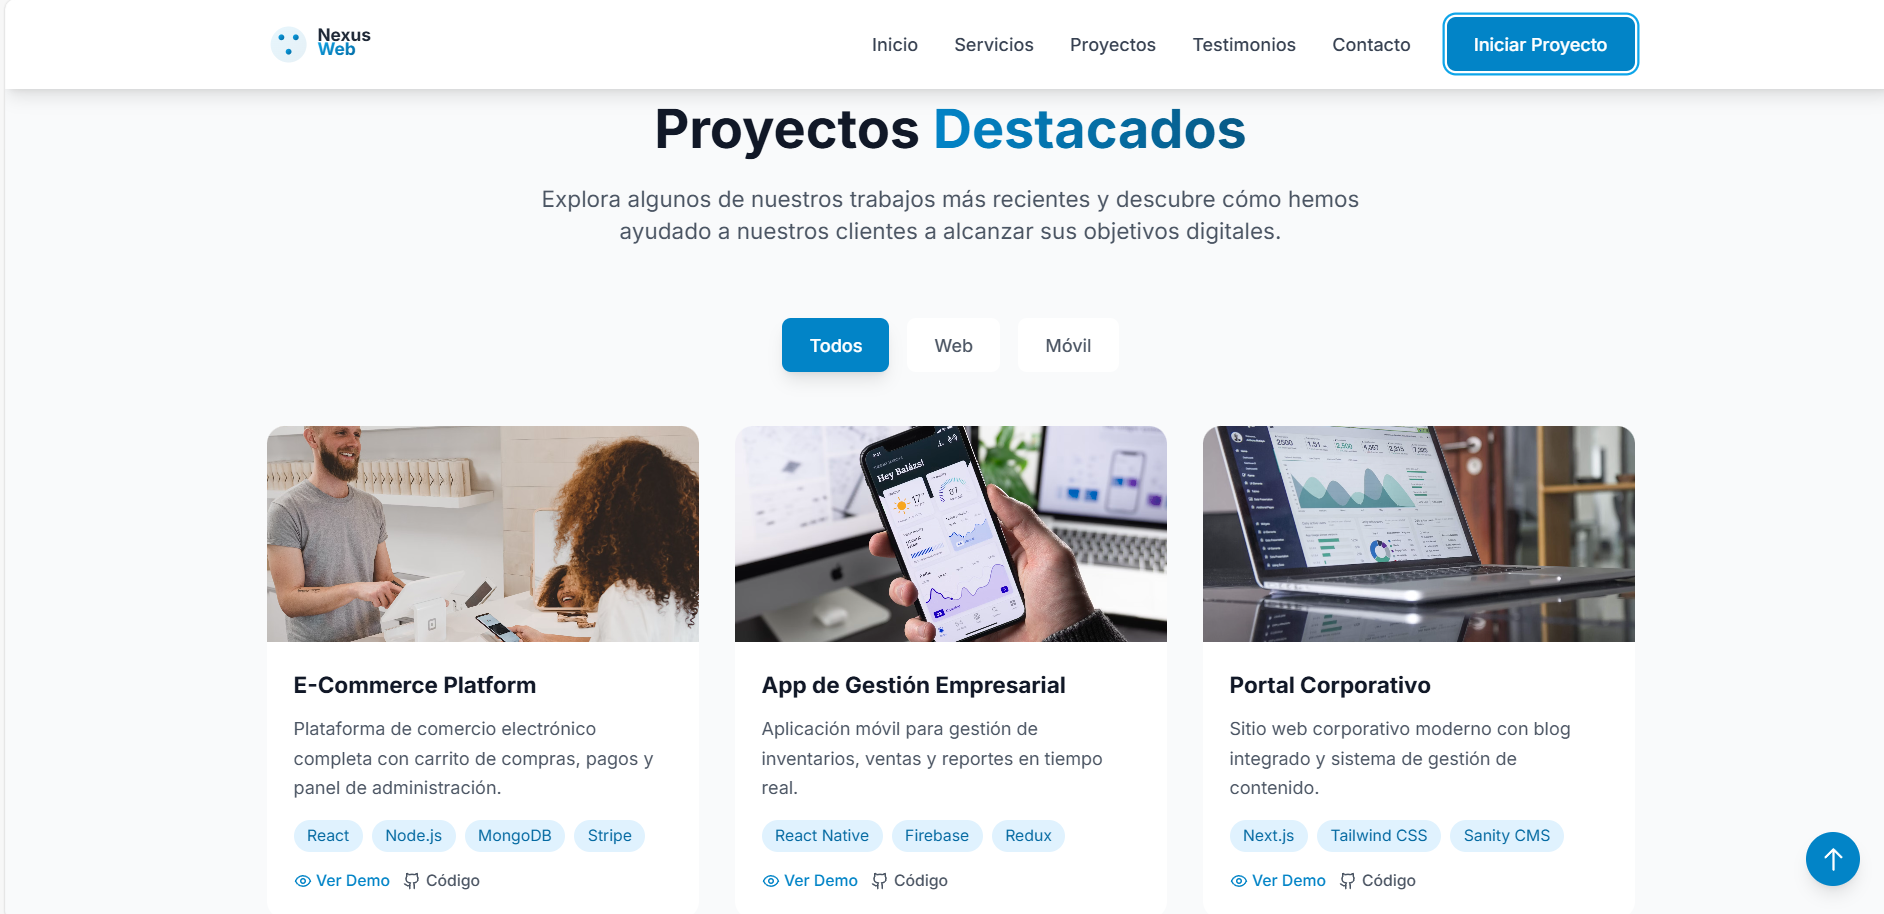 Nexus
Web
Inicio
Servicios
Proyectos
Testimonios
Contacto
Iniciar Proyecto
Proyectos Destacados
Explora algunos de nuestros trabajos más recientes y descubre cómo hemos
ayudado a nuestros clientes a alcanzar sus objetivos digitales.
Todos
Web
Móvil
Hey Balázs!
E-Commerce Platform
Plataforma de comercio electrónico
completa con carrito de compras, pagos y
panel de administración.
React
Node.js
MongoDB
Stripe
Ver Demo
Código
App de Gestión Empresarial
Aplicación móvil para gestión de
inventarios, ventas y reportes en tiempo
real.
React Native
Firebase
Redux
Ver Demo
Código
Portal Corporativo
Sitio web corporativo moderno con blog
integrado y sistema de gestión de
contenido.
Next.js
Tailwind CSS
Sanity CMS
Ver Demo
Código